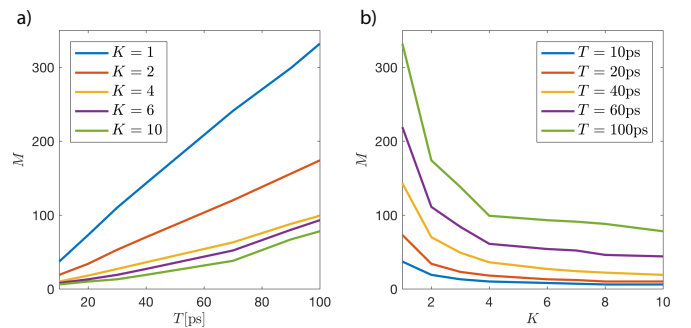 a)
M
300
200
100
0
20 40 60 80 100
T[ps]
K = 1
K = 2
K = 4
K = 6
K = 10
b)
M
300
200
100
0
2 4 6 8 10
K
T = 10ps
T = 20ps
T = 40ps
T = 60ps
T = 100ps